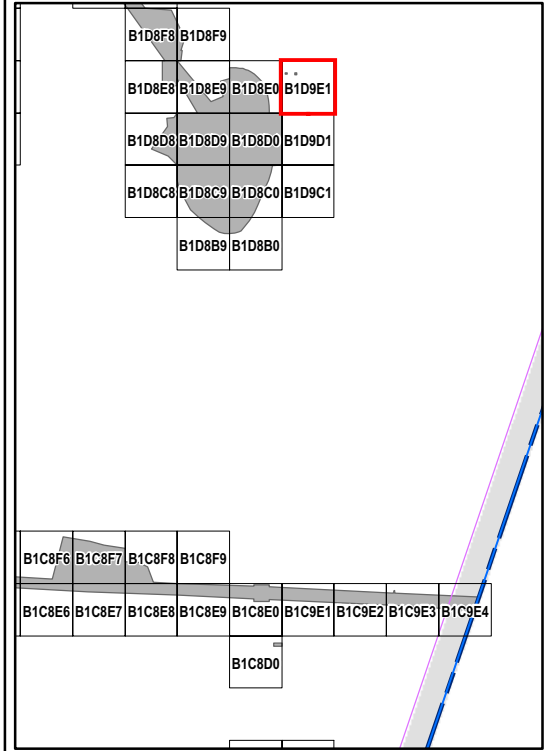 B1D8F8 B1D8F9
B1D8E8 B1D8E9 B1D8E0 B1D9E1
B1D8D8 B1D8D9 B1D8D0 B1D9D1
B1D8C8 B1D8C9 B1D8C0 B1D9C1
B1D8B9 B1D8B0
B1C8F6 B1C8F7 B1C8F8 B1C8F9
B1C8E6 B1C8E7 B1C8E8 B1C8E9 B1C8E0 B1C9E1 B1C9E2 B1C9E3 B1C9E4
B1C8D0